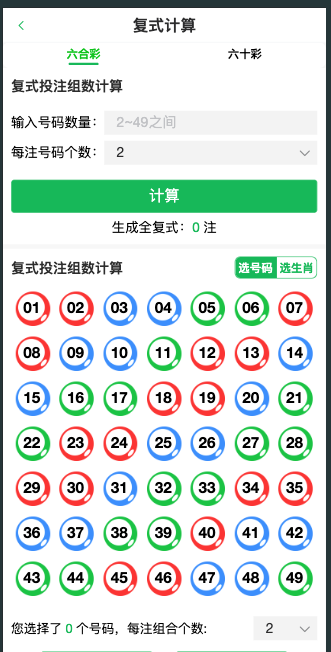 复式计算
六合彩 六十彩
复式投注组数计算
输入号码数量: 2~49之间
每注号码个数: 2
计算
生成全复式: 0 注
复式投注组数计算 选号码 选生肖
01 02 03 04 05 06 07
08 09 10 11 12 13 14
15 16 17 18 19 20 21
22 23 24 25 26 27 28
29 30 31 32 33 34 35
36 37 38 39 40 41 42
43 44 45 46 47 48 49
您选择了 0 个号码，每注组合个数: 2